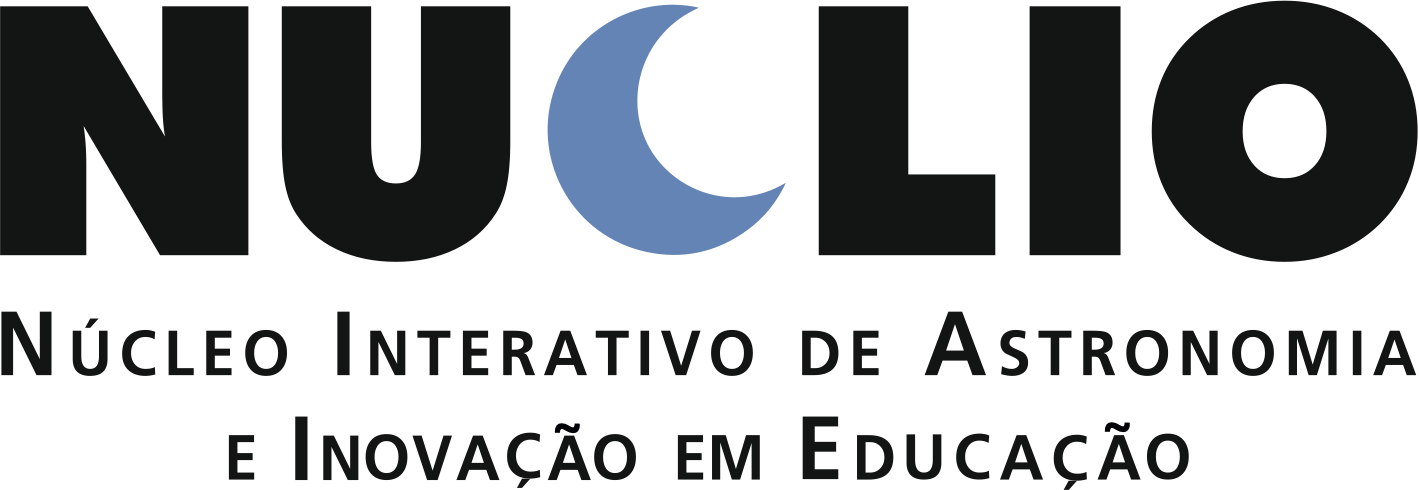 NUCLIO
NÚCLEO INTERATIVO DE ASTRONOMIA
E INOVAÇÃO EM EDUCAÇÃO